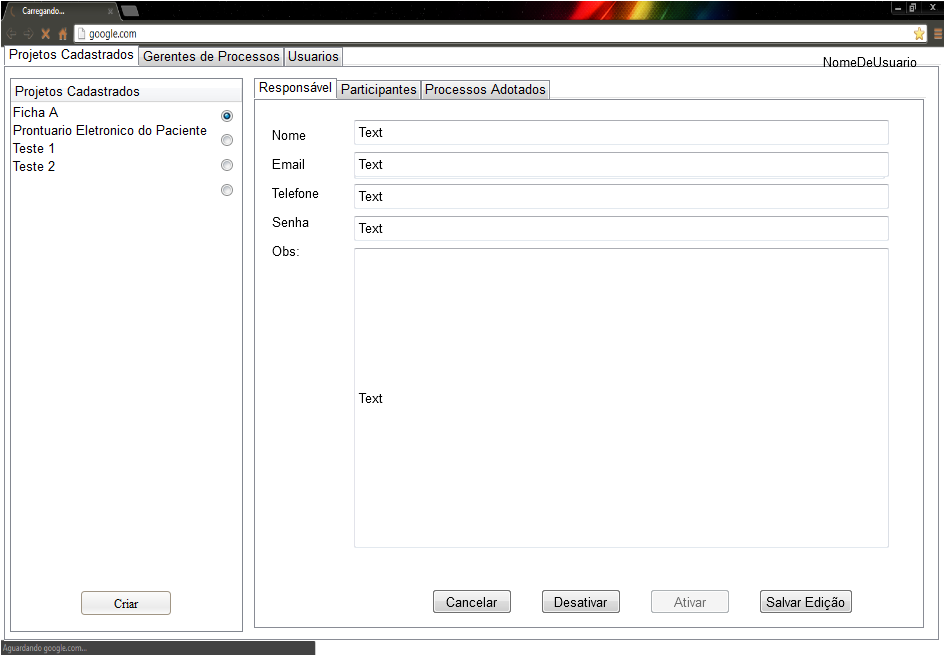 Carregando...
google.com
Projetos Cadastrados Gerentes de Processos Usuarios
NomeDeUsuario
Projetos Cadastrados
Ficha A
Prontuario Eletronico do Paciente
Teste 1
Teste 2
Criar
Responsável Participantes Processos Adotados
Nome Text
Email Text
Telefone Text
Senha Text
Obs:
Text
Cancelar Desativar Ativar Salvar Edição
Aguardando google.com...